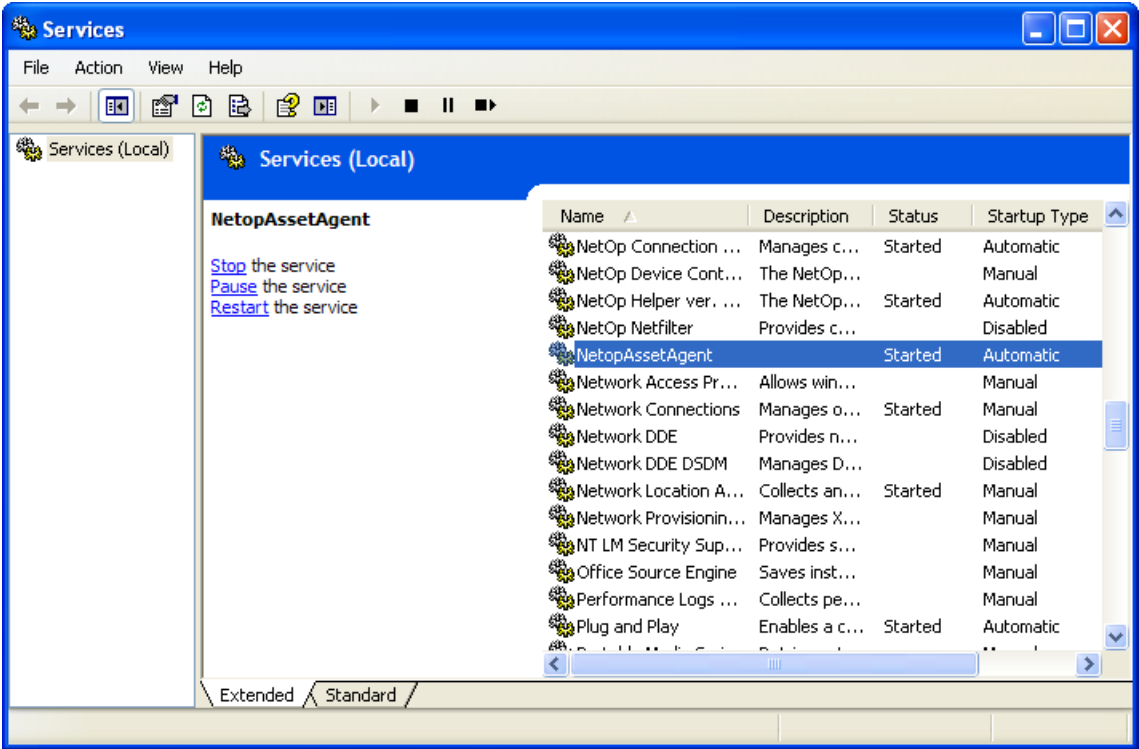 Services
File Action View Help
Services (Local)
Services (Local)
NetopAssetAgent
Stop the service
Pause the service
Restart the service
Name Description Status Startup Type
NetOp Connection ... Manages c... Started Automatic
NetOp Device Cont... The NetOp... Manual
NetOp Helper ver. ... The NetOp... Started Automatic
NetOp Netfilter Provides c... Disabled
NetopAssetAgent Started Automatic
Network Access Pr... Allows win... Manual
Network Connections Manages o... Started Manual
Network DDE Provides n... Disabled
Network DDE DSDM Manages D... Disabled
Network Location A... Collects an... Started Manual
Network Provisionin... Manages X... Manual
NT LM Security Sup... Provides s... Manual
Office Source Engine Saves inst... Manual
Performance Logs ... Collects pe... Manual
Plug and Play Enables a c... Started Automatic
Extended Standard